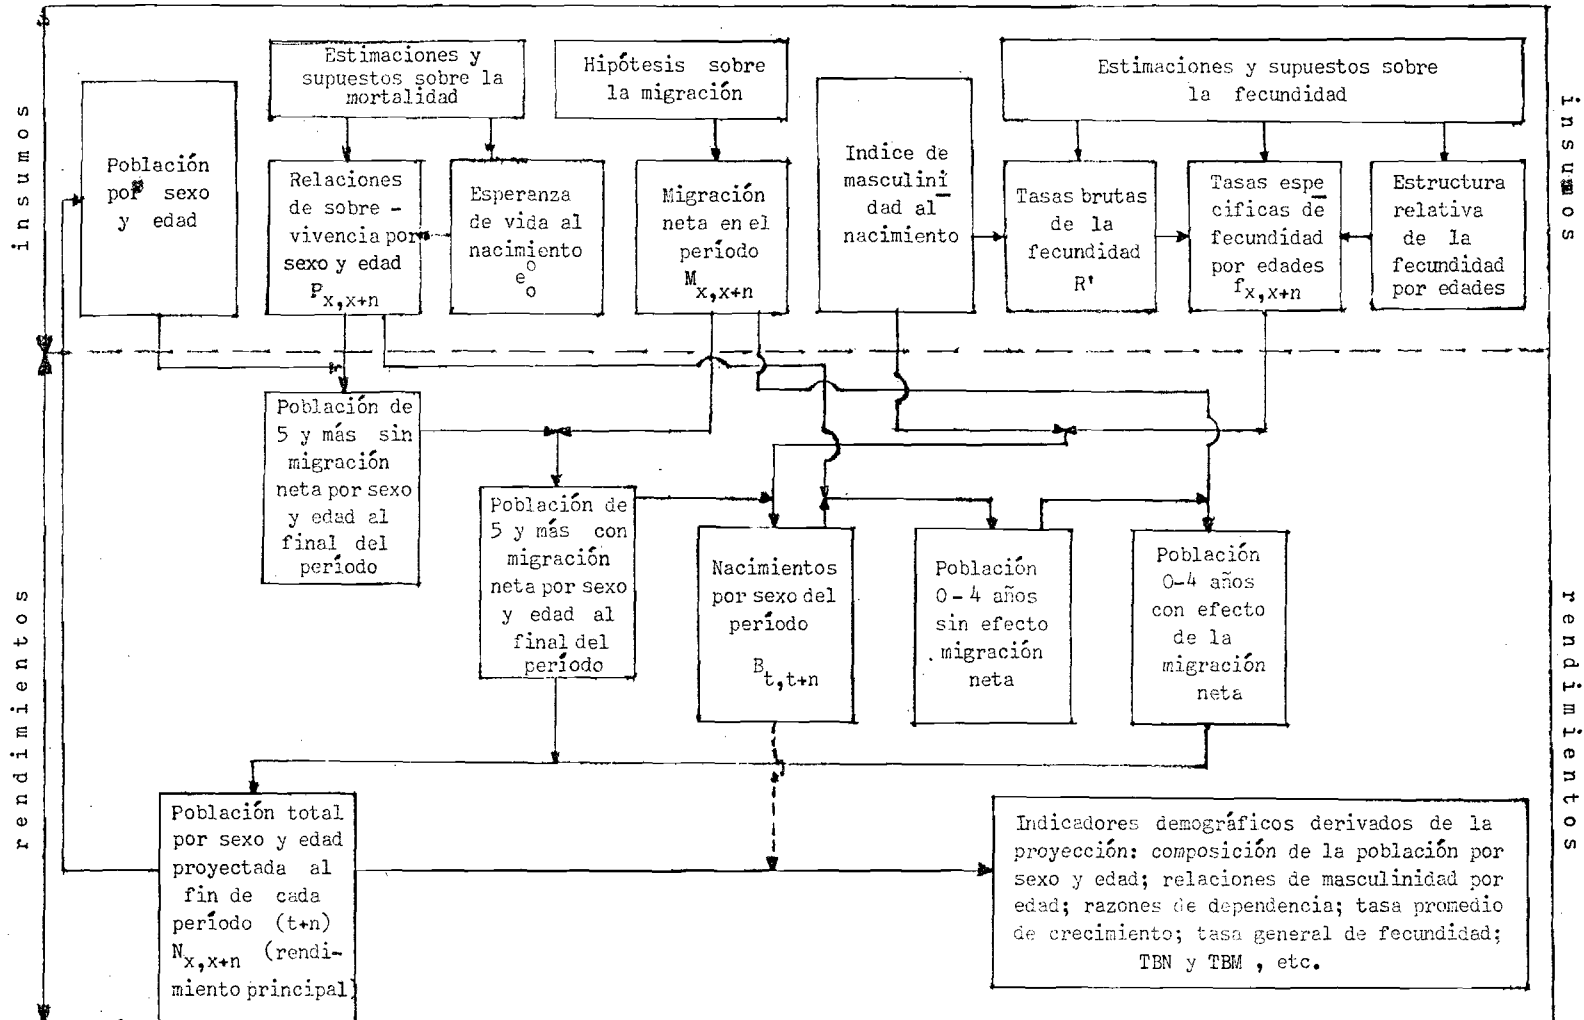 insumos
Estimaciones y
supuestos sobre la
mortalidad
Hipótesis sobre
la migración
Estimaciones y supuestos sobre
la fecundidad
insumos
Población
por sexo
y edad
Relaciones
de sobre -
vivencia por
sexo y edad
P x,x+n
Esperanza
de vida al
nacimiento
e o o
Migración
neta en el
período
M x,x+n
Indice de
masculini
dad al
nacimiento
Tasas brutas
de la
fecundidad
R'
Tasas espe
cificas de
fecundidad
por edades
f x,x+n
Estructura
relativa
de la
fecundidad
por edades
rendimientos
Población de
5 y más sin
migración
neta por sexo
y edad al
final del
período
Población de
5 y más con
migración
neta por sexo
y edad al
final del
período
Nacimientos
por sexo del
período
B t,t+n
Población
0-4 años
sin efecto
migración
neta
Población
0-4 años
con efecto
de la
migración
neta
rendimientos
Población total
por sexo y edad
proyectada al
fin de cada
período (t+n)
N x,x+n (rendi-
miento principal)
Indicadores demográficos derivados de la
proyección: composición de la población por
sexo y edad; relaciones de masculinidad por
edad; razones de dependencia; tasa promedio
de crecimiento; tasa general de fecundidad;
TBN y TBM , etc.